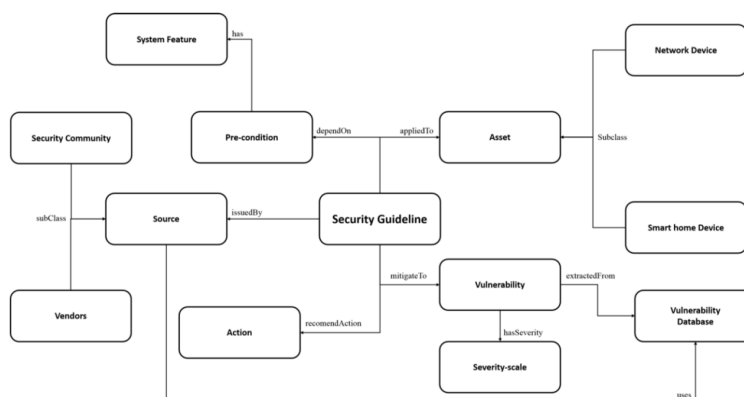 System Feature
has
Network Device
Security Community
Pre-condition
dependOn
appliedTo
Asset
Subclass
subClass
Source
issuedBy
Security Guideline
Smart home Device
mitigateTo
Vulnerability
extractedFrom
Vendors
Action
recomendAction
Vulnerability
Database
hasSeverity
Severity-scale
uses